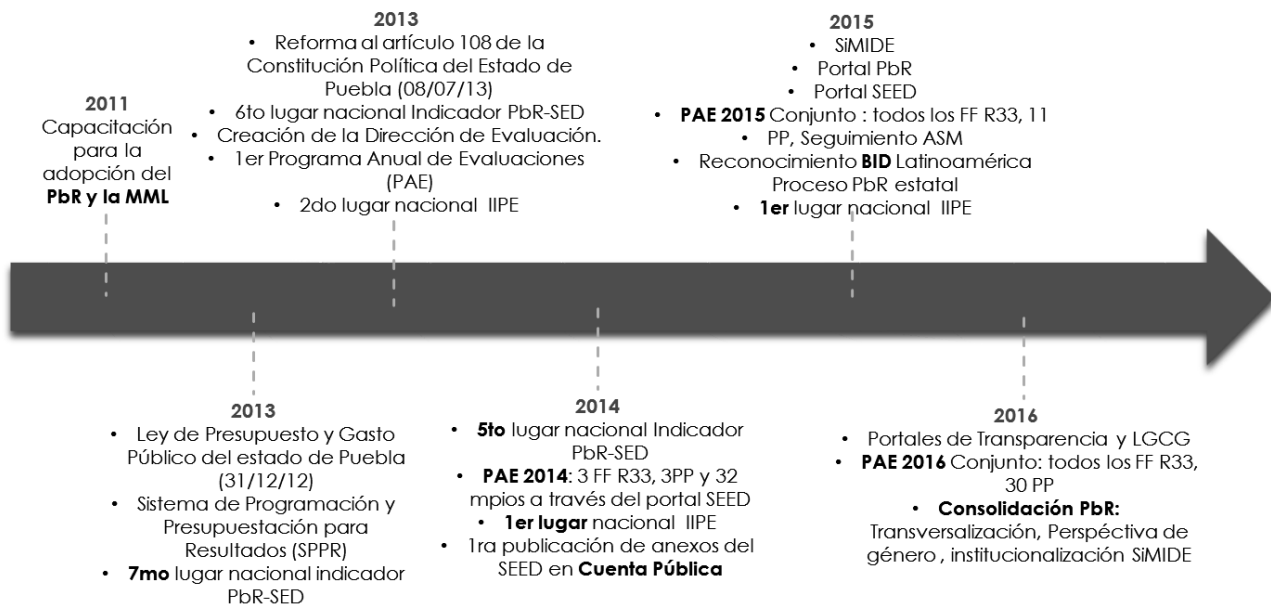 2011
Capacitación
para la
adopción del
PbR y la MML
2013
• Reforma al artículo 108 de la
Constitución Política del Estado de
Puebla (08/07/13)
• 6to lugar nacional Indicador PbR-SED
• Creación de la Dirección de Evaluación.
• 1er Programa Anual de Evaluaciones
(PAE)
• 2do lugar nacional IIPE
2015
• SiMIDE
• Portal PbR
• Portal SEED
• PAE 2015 Conjunto : todos los FF R33, 11
• PP, Seguimiento ASM
• Reconocimiento BID Latinoamérica
Proceso PbR estatal
• 1er lugar nacional IIPE
2013
• Ley de Presupuesto y Gasto
Público del estado de Puebla
(31/12/12)
• Sistema de Programación y
Presupuestación para
Resultados (SPPR)
• 7mo lugar nacional indicador
PbR-SED
2014
• 5to lugar nacional Indicador
PbR-SED
• PAE 2014: 3 FF R33, 3PP y 32
mpios a través del portal SEED
• 1er lugar nacional IIPE
• 1ra publicación de anexos del
SEED en Cuenta Pública
2016
• Portales de Transparencia y LGCG
• PAE 2016 Conjunto: todos los FF R33,
30 PP
• Consolidación PbR:
Transversalización, Perspéctiva de
género , institucionalización SiMIDE